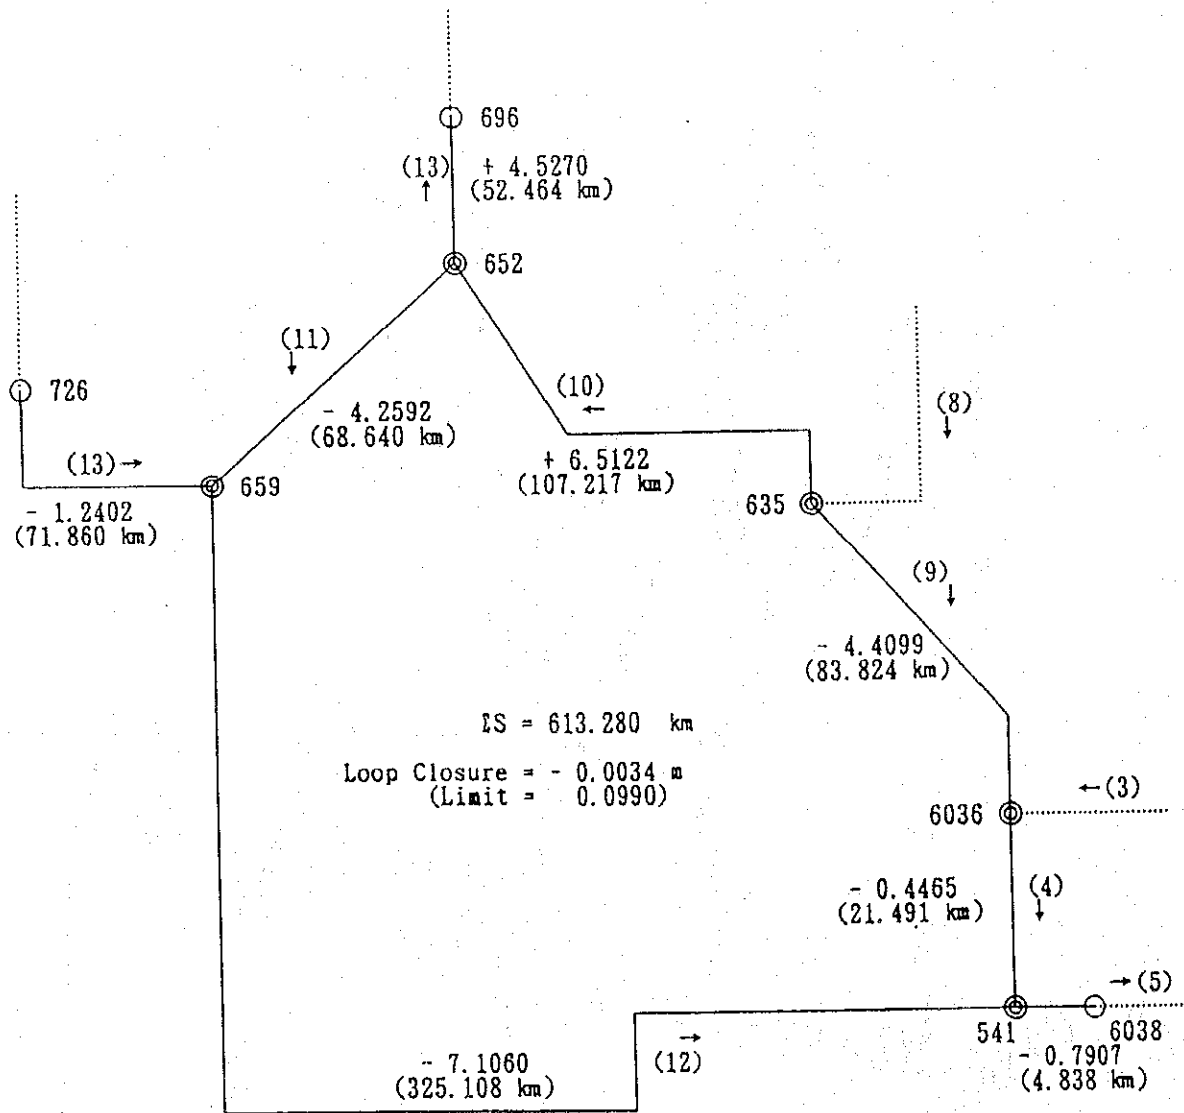 696
(13) + 4.5270
↑ (52.464 km)
652
(11)
↓
726
(10)
←
(8)
↓
- 4.2592
(68.640 km)
(13)→
+ 6.5122
(107.217 km)
659
635
- 1.2402
(71.860 km)
(9)
↓
- 4.4099
(83.824 km)
ΣS = 613.280 km
Loop Closure = - 0.0034 m
(Limit = 0.0990)
←(3)
6036
- 0.4465
(21.491 km)
(4)
↓
→(5)
541
6038
→
(12)
- 7.1060
(325.108 km)
- 0.7907
(4.838 km)